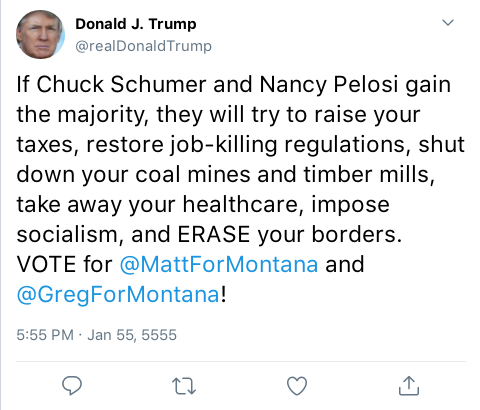 Donald J. Trump
@realDonaldTrump
If Chuck Schumer and Nancy Pelosi gain
the majority, they will try to raise your
taxes, restore job-killing regulations, shut
down your coal mines and timber mills,
take away your healthcare, impose
socialism, and ERASE your borders.
VOTE for @MattForMontana and
@GregForMontana!
5:55 PM · Jan 55, 5555